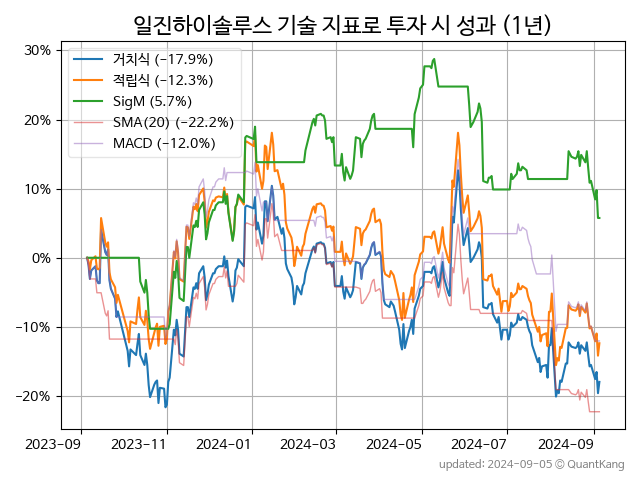 일진하이솔루스 기술 지표로 투자 시 성과 (1년)
거치식 (−17.9%)
적립식 (−12.3%)
SigM (5.7%)
SMA(20) (−22.2%)
MACD (−12.0%)
30%
20%
10%
0%
−10%
−20%
2023-09 2023-11 2024-01 2024-03 2024-05 2024-07 2024-09
updated: 2024-09-05 © QuantKang